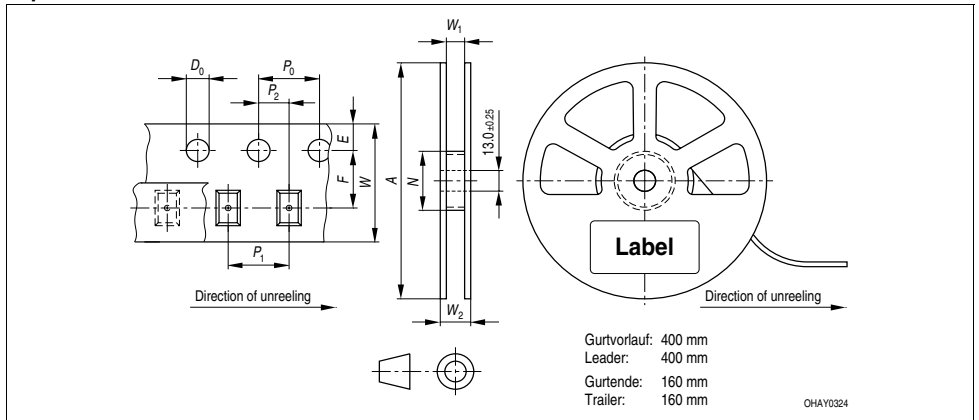 W₁
D₀
P₀
P₂
E
F
W
A
N
13.0 ±0.25
Label
P₁
Direction of unreeling
Direction of unreeling
W₂
Gurtvorlauf: 400 mm
Leader: 400 mm
Gurtende: 160 mm
Trailer: 160 mm
OHAY0324